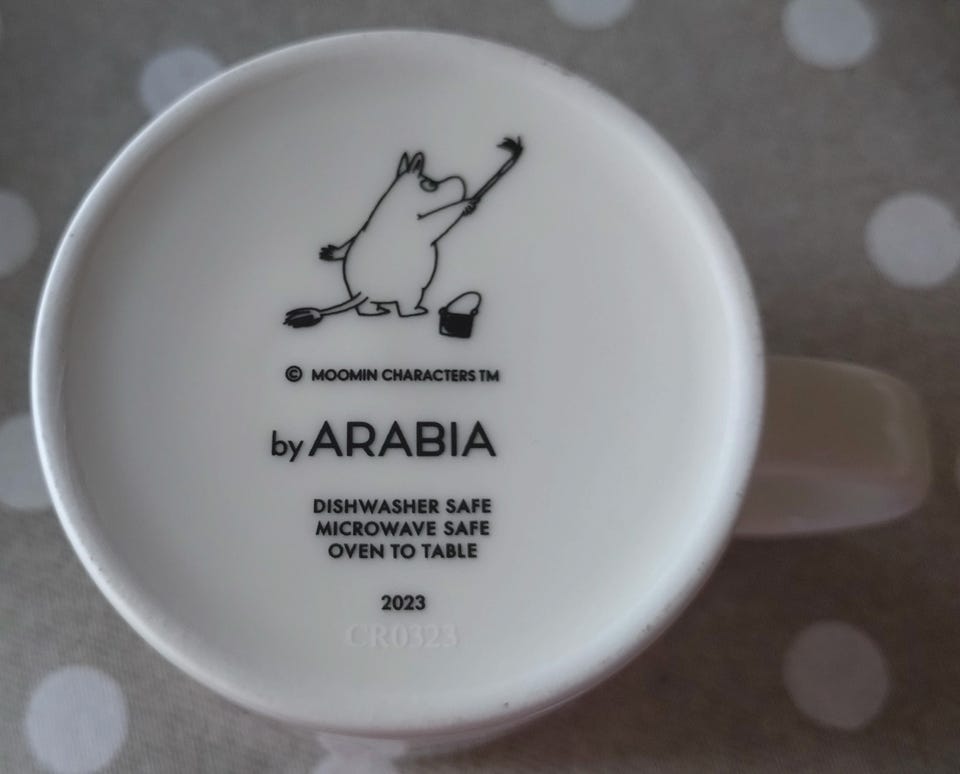 © MOOMIN CHARACTERS TM
by ARABIA
DISHWASHER SAFE
MICROWAVE SAFE
OVEN TO TABLE
2023
CR0323